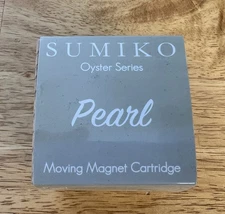 SUMIKO
Oyster Series
Pearl
Moving Magnet Cartridge